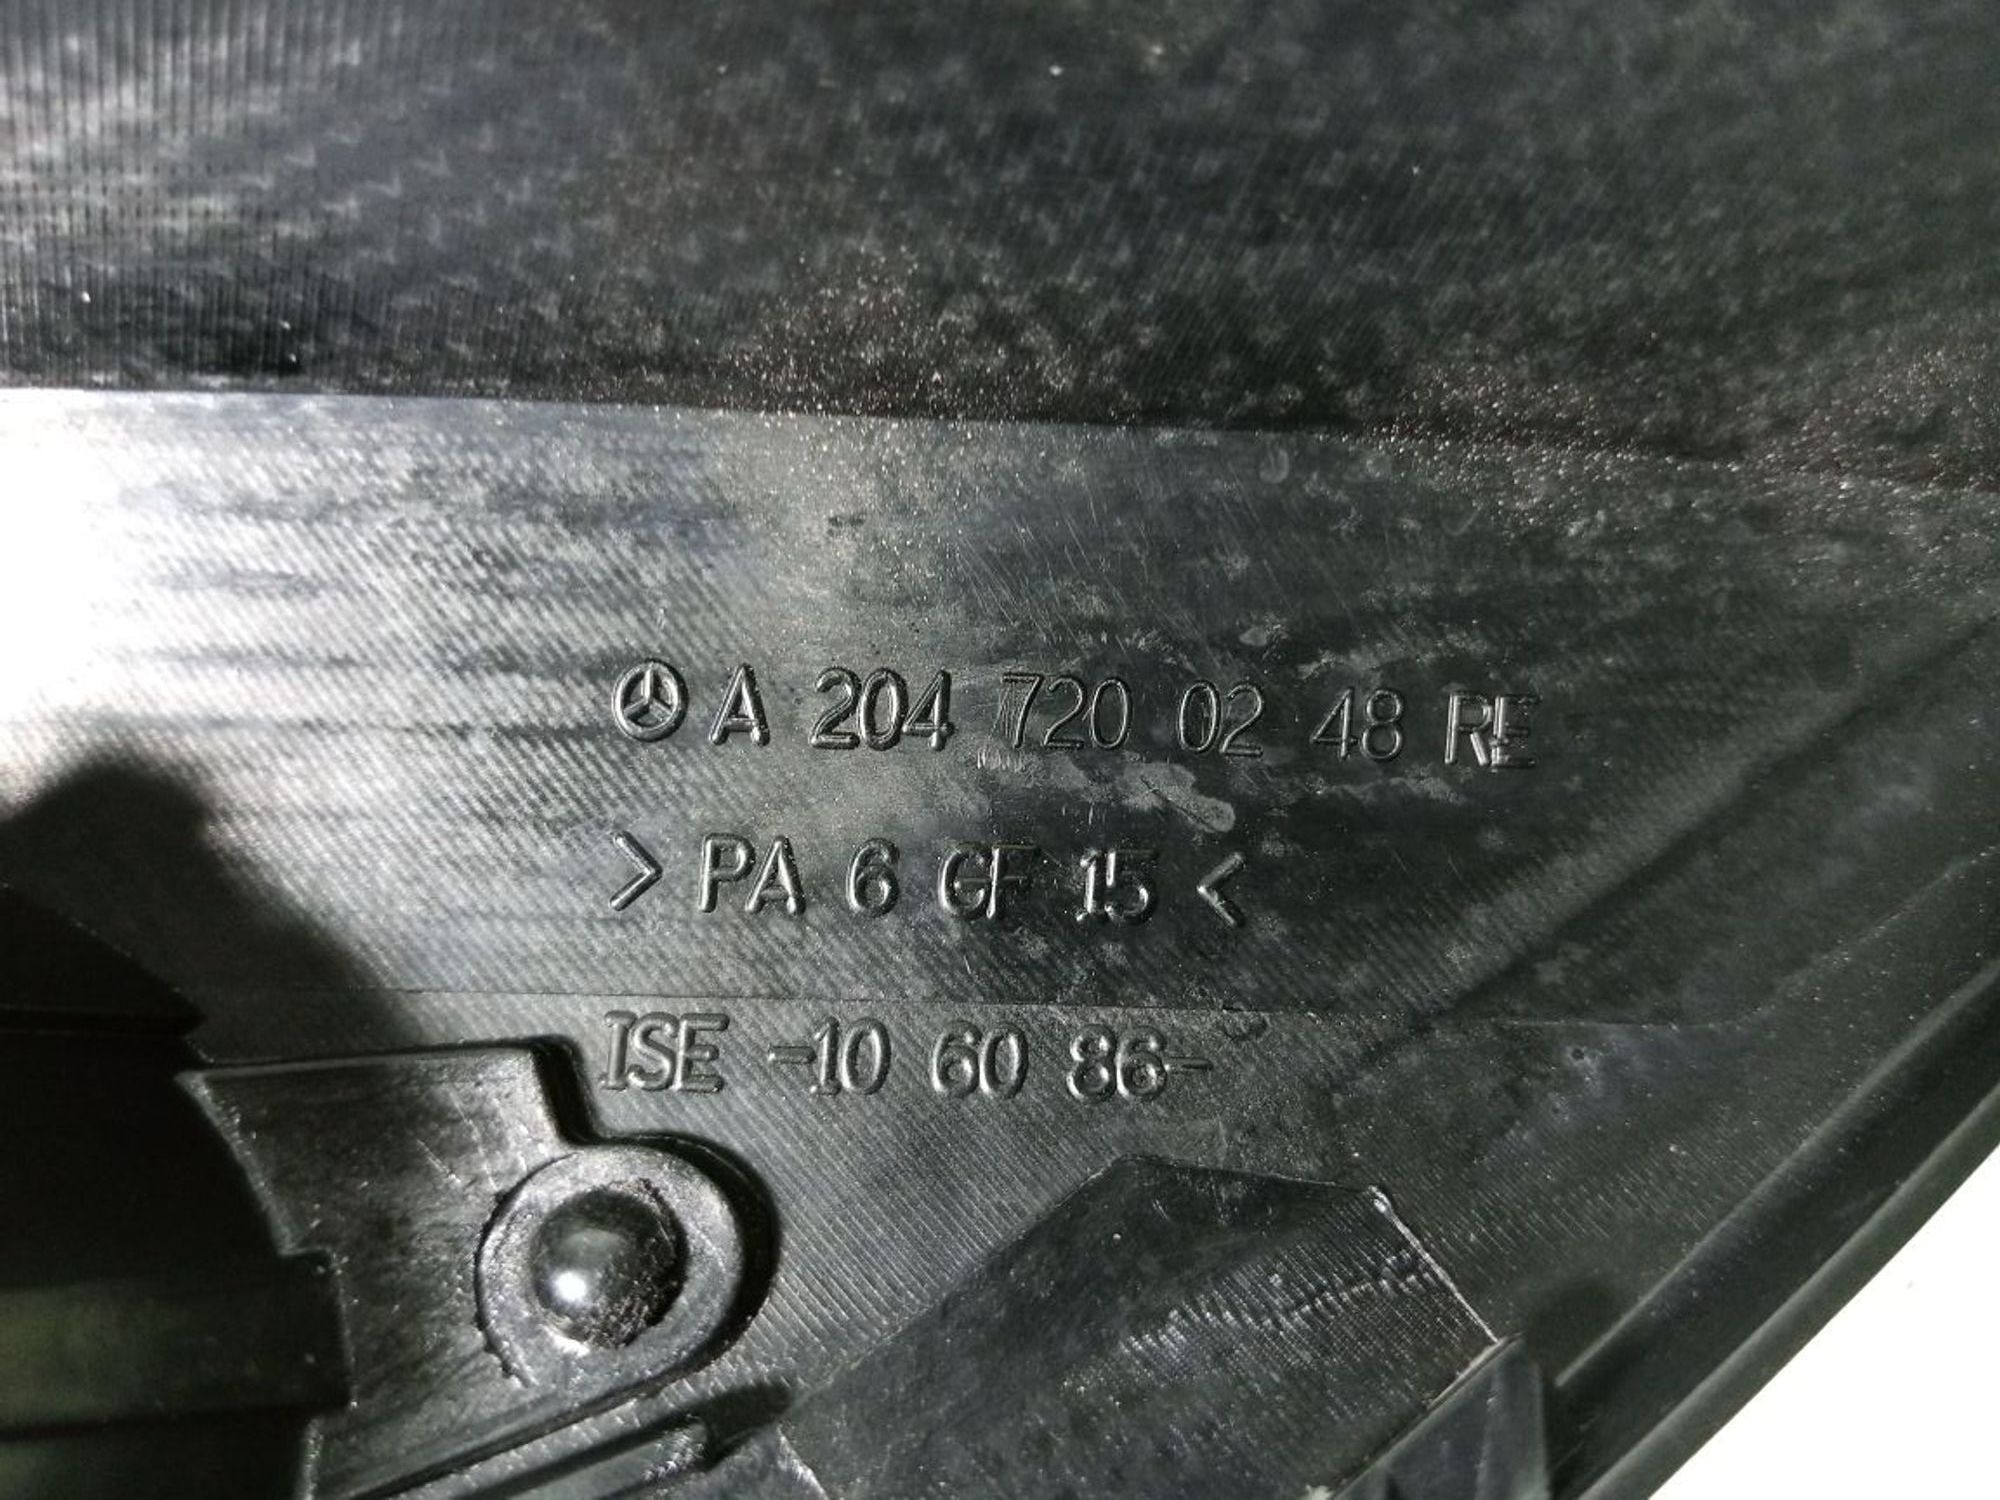 A 204 720 02 48 RE
> PA 6 GF 15 <
ISE -10 60 86-